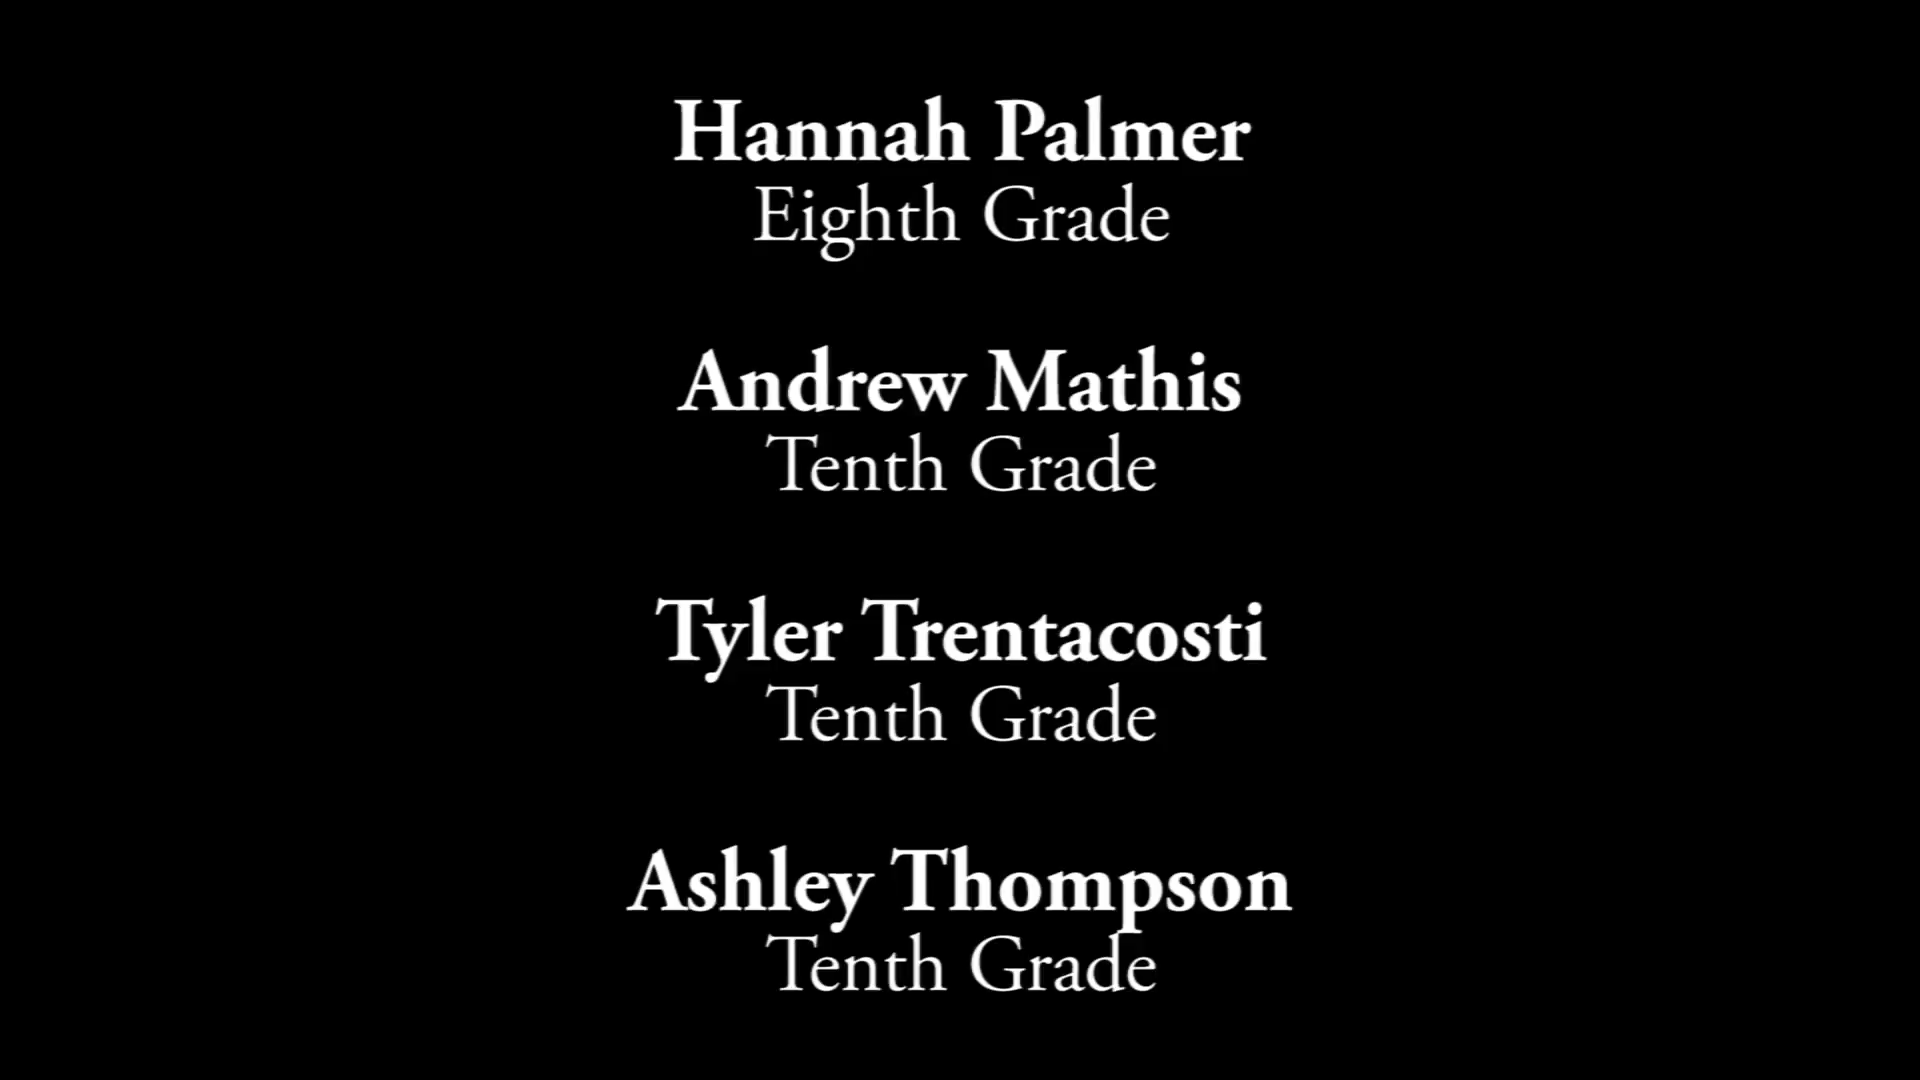 Hannah Palmer
Eighth Grade
Andrew Mathis
Tenth Grade
Tyler Trentacosti
Tenth Grade
Ashley Thompson
Tenth Grade